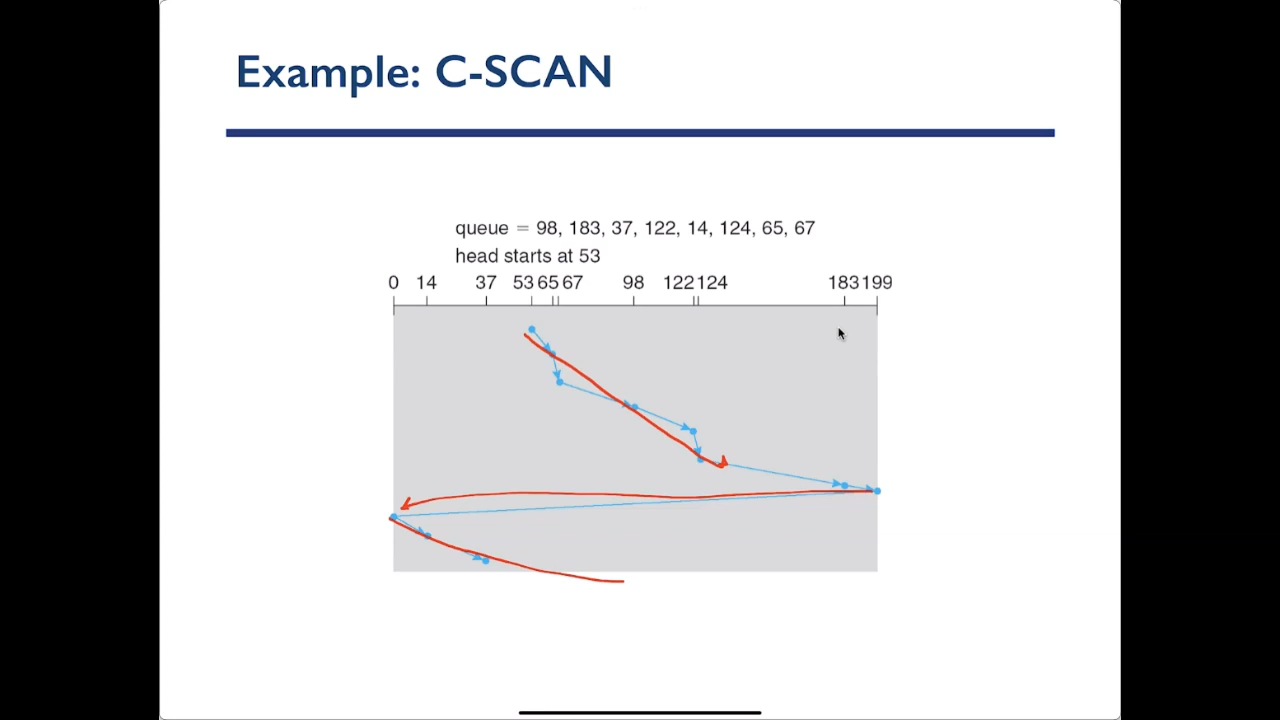 Example: C-SCAN
queue = 98, 183, 37, 122, 14, 124, 65, 67
head starts at 53
0 14 37 53 65 67 98 122 124 183 199